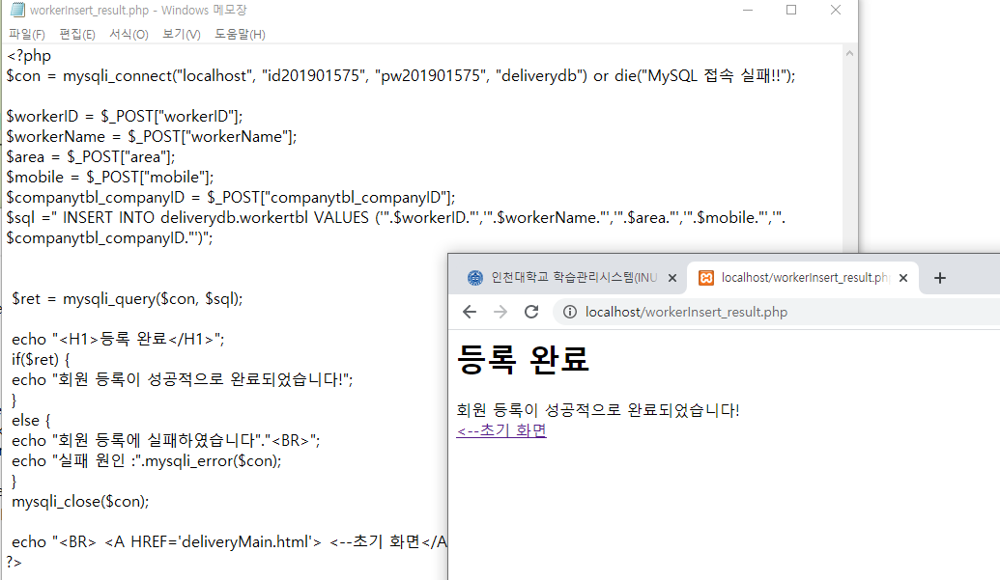 workerInsert_result.php - Windows 메모장
파일(F) 편집(E) 서식(O) 보기(V) 도움말(H)
<?php
$con = mysqli_connect("localhost", "id201901575", "pw201901575", "deliverydb") or die("MySQL 접속 실패!!");
$workerID = $_POST["workerID"];
$workerName = $_POST["workerName"];
$area = $_POST["area"];
$mobile = $_POST["mobile"];
$companytbl_companyID = $_POST["companytbl_companyID"];
$sql =" INSERT INTO deliverydb.workertbl VALUES ('".$workerID."','".$workerName."','".$area."','".$mobile."','".
$companytbl_companyID."')";
$ret = mysqli_query($con, $sql);
echo "<H1>등록 완료</H1>";
if($ret) {
echo "회원 등록이 성공적으로 완료되었습니다!";
}
else {
echo "회원 등록에 실패하였습니다"."<BR>";
echo "실패 원인 :".mysqli_error($con);
}
mysqli_close($con);
echo "<BR> <A HREF='deliveryMain.html'> <--초기 화면</A
?>
인천대학교 학습관리시스템(INU
localhost/workerInsert_result.php
localhost/workerInsert_result.php
등록 완료
회원 등록이 성공적으로 완료되었습니다!
<--초기 화면